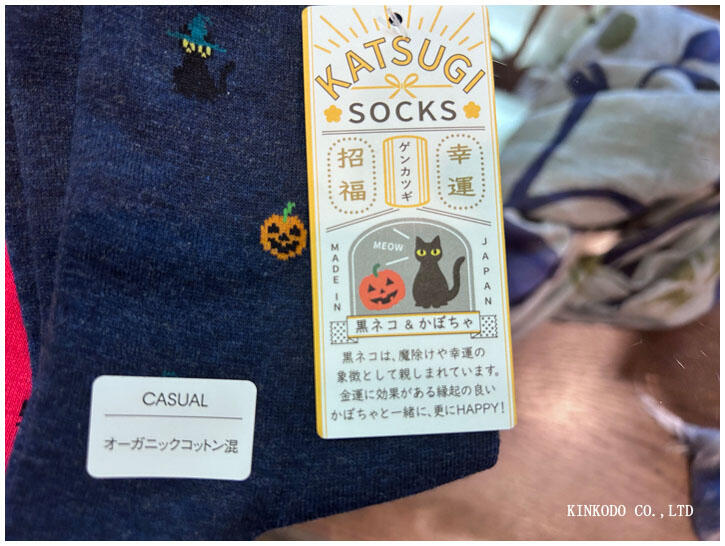 KATSUGI
SOCKS
招福
ゲンカツギ
幸運
MADE IN
JAPAN
MEOW
黒ネコ & かぼちゃ
黒ネコは、魔除けや幸運の
象徴として親しまれています。
金運に効果がある縁起の良い
かぼちゃと一緒に、更にHAPPY!
CASUAL
オーガニックコットン混
KINKODO CO.,LTD